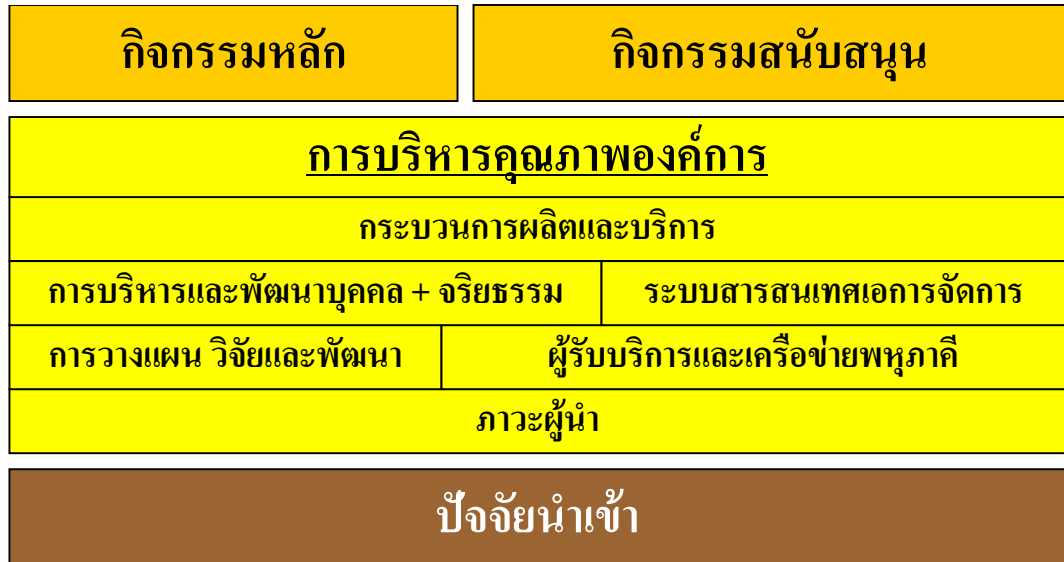 กิจกรรมหลัก
กิจกรรมสนับสนุน
การบริหารคุณภาพองค์การ
กระบวนการผลิตและบริการ
การบริหารและพัฒนาบุคคล + จริยธรรม
ระบบสารสนเทศเอการจัดการ
การวางแผน วิจัยและพัฒนา
ผู้รับบริการและเครือข่ายพหุภาคี
ภาวะผู้นำ
ปัจจัยนำเข้า